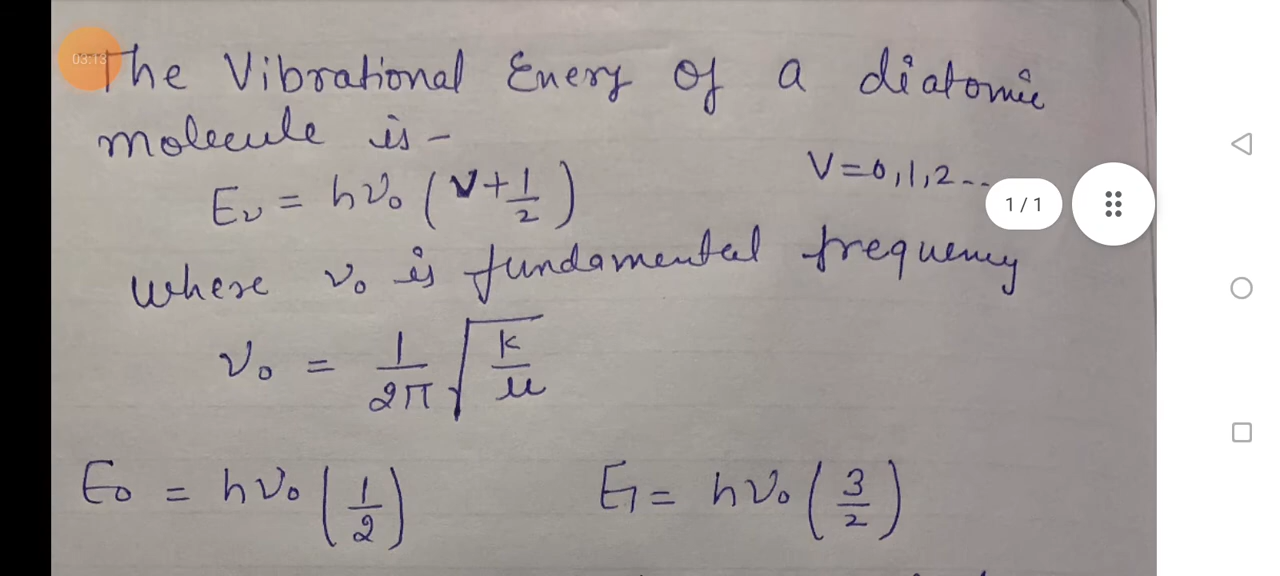 03:13
The Vibrational Energy Of a diatomic
molecule is -
Eν = hν₀ (v + 1/2)    V = 0, 1, 2 - -
1 / 1
where ν₀ is fundamental frequency
ν₀ = 1/2π √(k/μ)
E₀ = hν₀ (1/2)    E₁ = hν₀ (3/2)